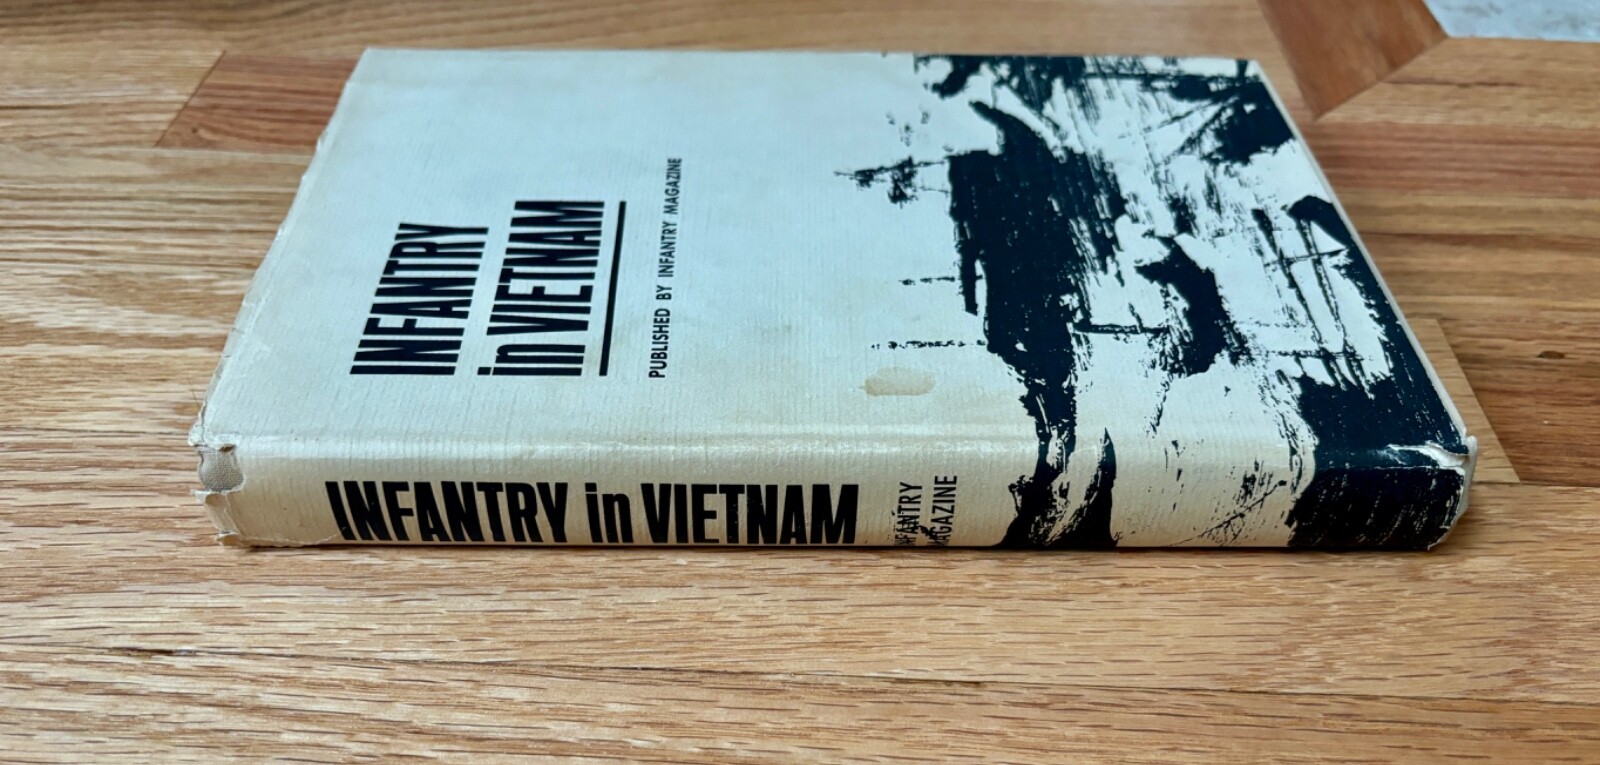 INFANTRY
in VIETNAM
PUBLISHED BY INFANTRY MAGAZINE
INFANTRY in VIETNAM
INFANTRY
MAGAZINE